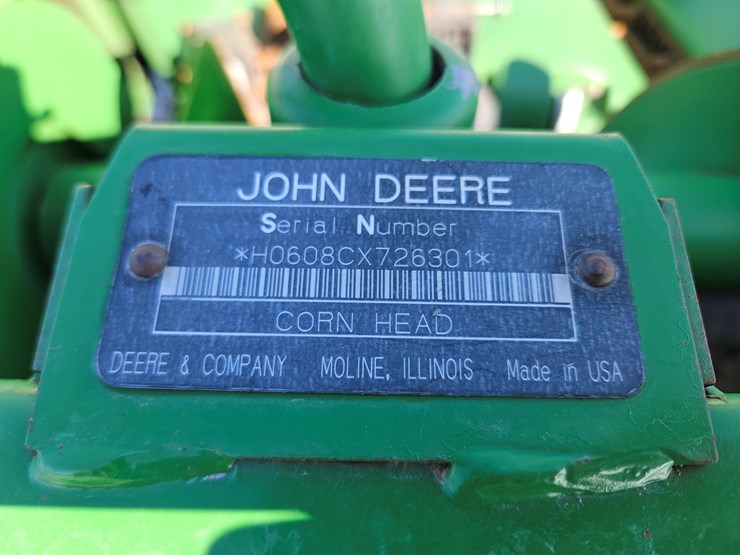 JOHN DEERE
Serial Number
*H0608CX726301*
CORN HEAD
DEERE & COMPANY MOLINE, ILLINOIS Made in USA